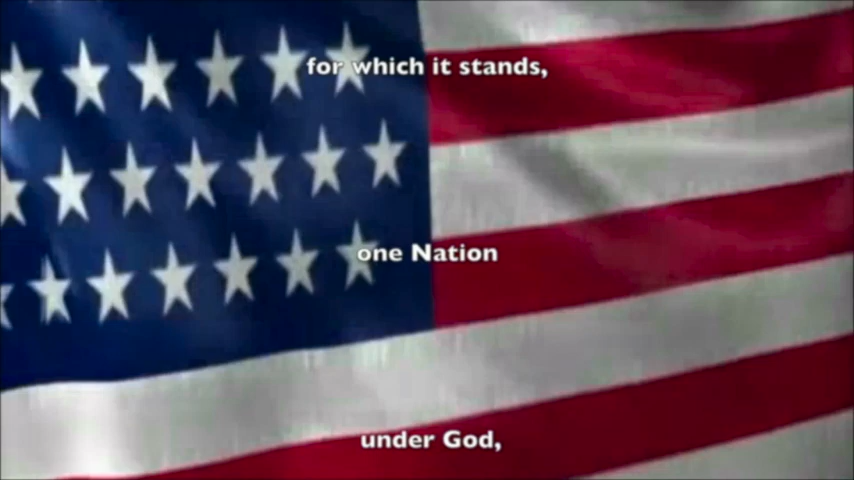 for which it stands,
one Nation
under God,